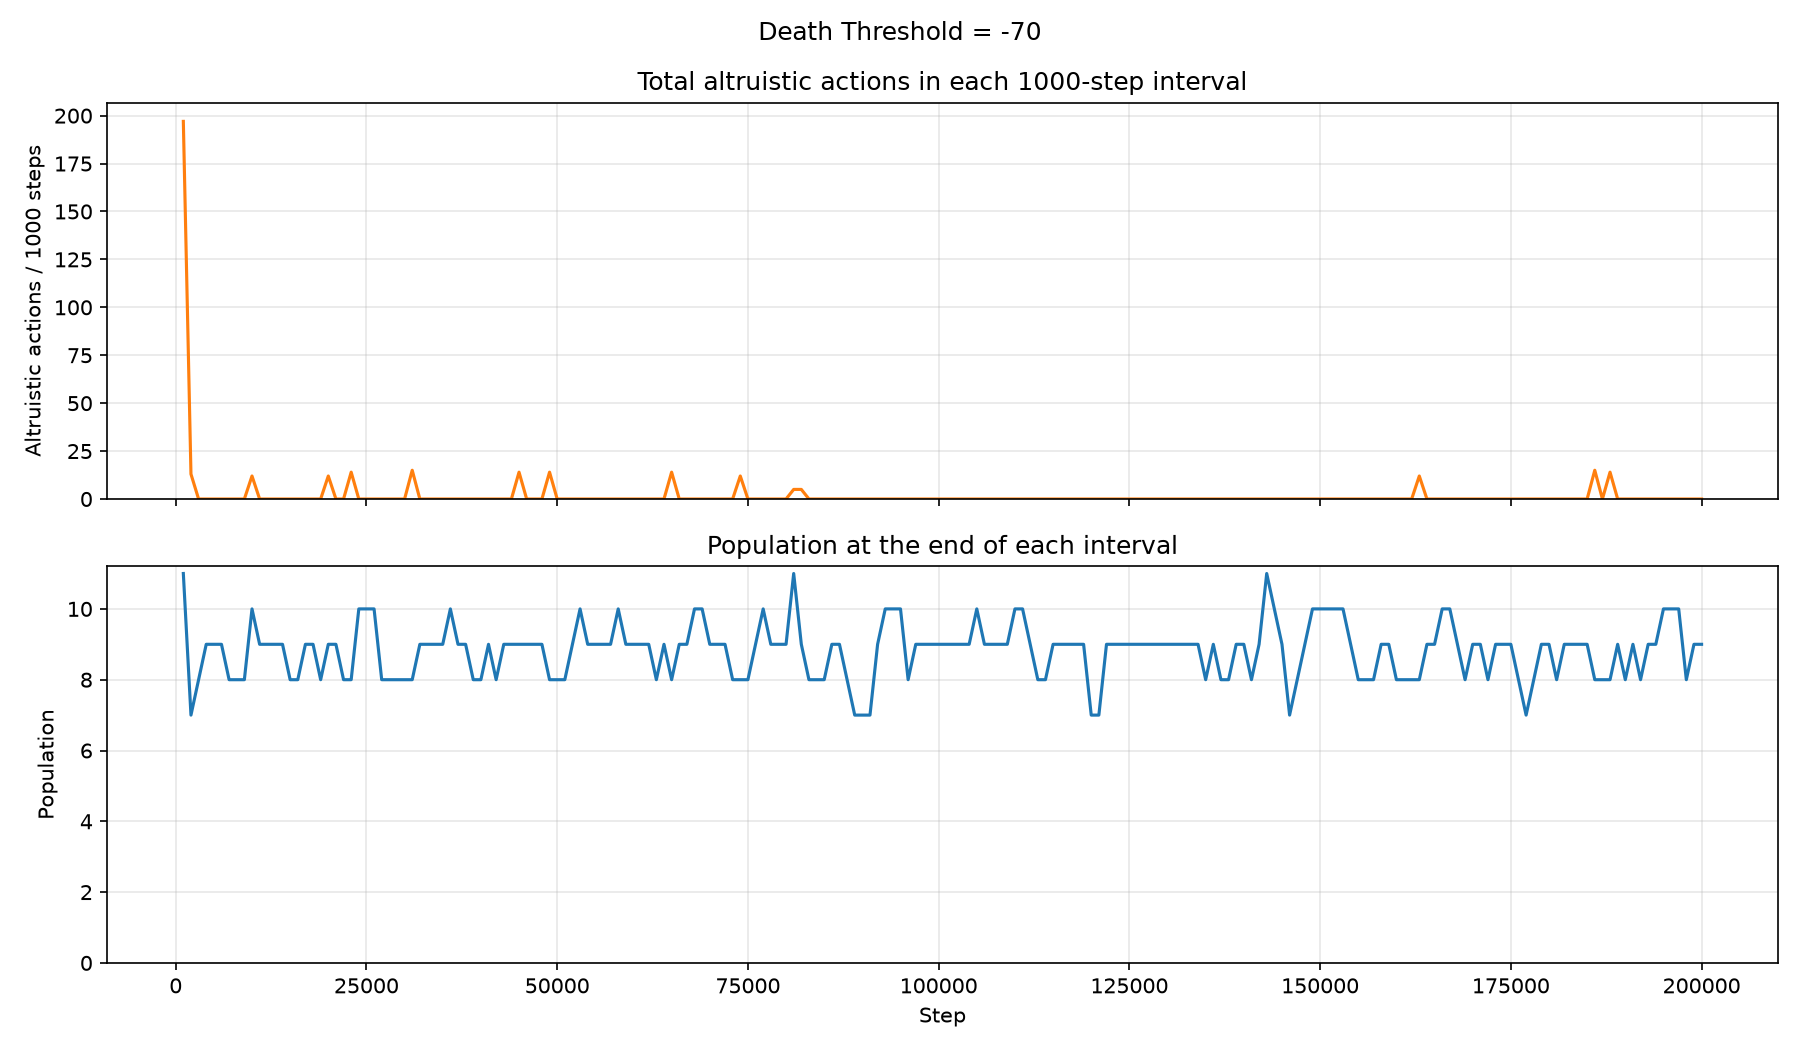 Death Threshold = -70
Total altruistic actions in each 1000-step interval
Altruistic actions / 1000 steps
200
175
150
125
100
75
50
25
0
Population at the end of each interval
Population
10
8
6
4
2
0
0 25000 50000 75000 100000 125000 150000 175000 200000
Step